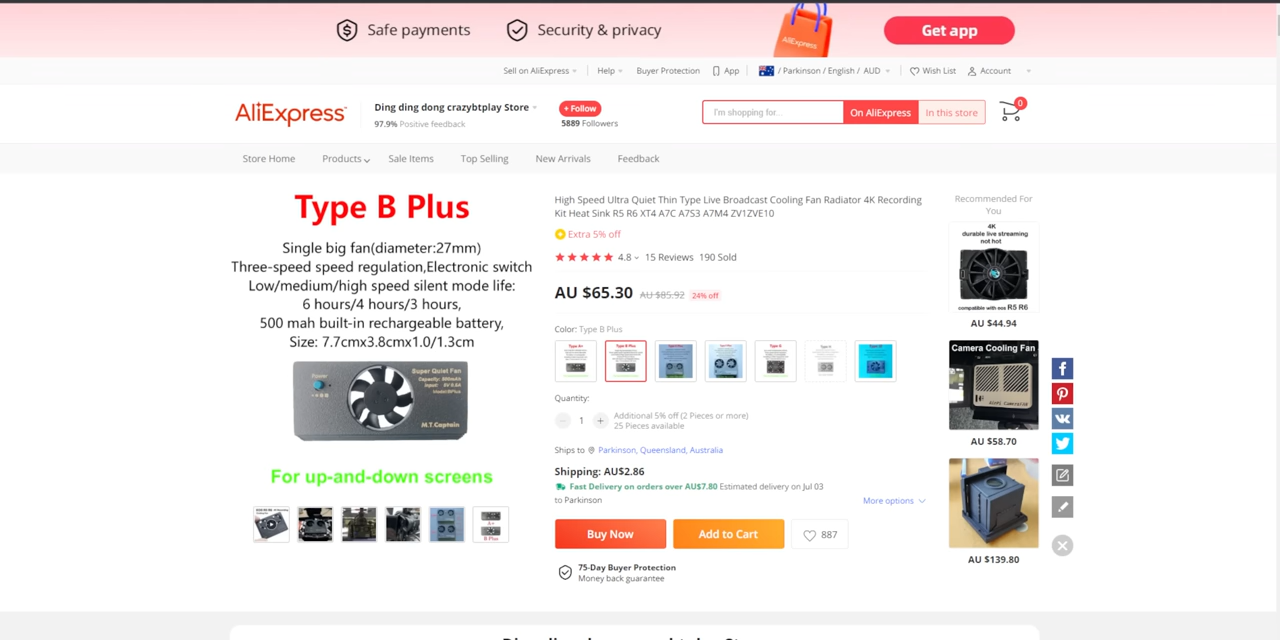 Safe payments
Security & privacy
AliExpress
Get app
Sell on AliExpress
Help
Buyer Protection
App
/ Parkinson / English / AUD
Wish List
Account
AliExpress
Ding ding dong crazybtplay Store
97.9% Positive feedback
+ Follow
5889 Followers
I'm shopping for...
On AliExpress
In this store
0
Store Home
Products
Sale Items
Top Selling
New Arrivals
Feedback
Type B Plus
Single big fan(diameter:27mm)
Three-speed speed regulation,Electronic switch
Low/medium/high speed silent mode life:
6 hours/4 hours/3 hours,
500 mah built-in rechargeable battery,
Size: 7.7cmx3.8cmx1.0/1.3cm
Power
Super Quiet Fan
M.T.Captain
For up-and-down screens
High Speed Ultra Quiet Thin Type Live Broadcast Cooling Fan Radiator 4K Recording
Kit Heat Sink R5 R6 XT4 A7C A7S3 A7M4 ZV1ZVE10
Extra 5% off
4.8
15 Reviews
190 Sold
AU $65.30
AU $85.92
24% off
Color: Type B Plus
Quantity:
1
Additional 5% off (2 Pieces or more)
25 Pieces available
Ships to
Parkinson, Queensland, Australia
Shipping: AU$2.86
Fast Delivery on orders over AU$7.80 Estimated delivery on Jul 03
to Parkinson
More options
Buy Now
Add to Cart
887
75-Day Buyer Protection
Money back guarantee
Recommended For
You
4K
durable live streaming
not hot
compatible with eos R5 R6
AU $44.94
Camera Cooling Fan
AU $58.70
AU $139.80